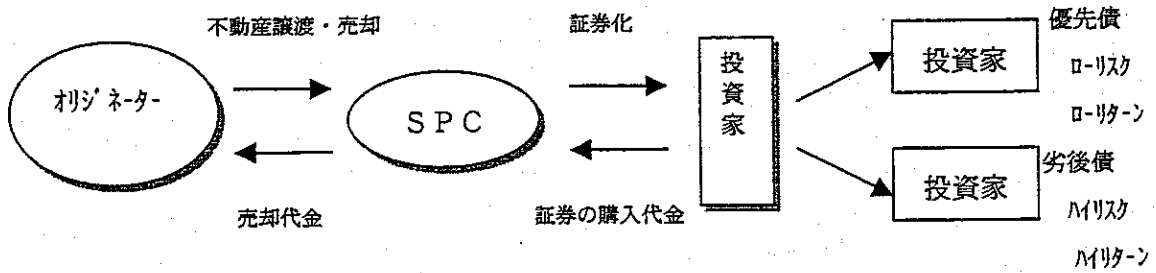 不動産譲渡・売却
証券化
オリジネーター
SPC
投資家
売却代金
証券の購入代金
投資家
優先債
ローリスク
ローリターン
投資家
劣後債
ハイリスク
ハイリターン